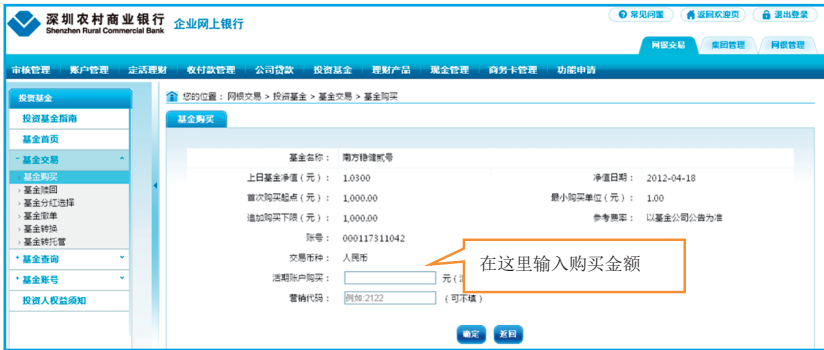 深圳农村商业银行 企业网上银行
Shenzhen Rural Commercial Bank
常见问题 返回欢迎页 退出登录
网银交易 集团管理 网银管理
审核管理 账户管理 定活理财 收付款管理 公司贷款 投资基金 理财产品 现金管理 商务卡管理 功能申请
投资基金
投资基金指南
基金首页
- 基金交易
基金购买
基金赎回
基金分红选择
基金撤单
基金转换
基金转托管
+ 基金查询
+ 基金账号
投资人权益须知
您的位置: 网银交易 > 投资基金 > 基金交易 > 基金购买
基金购买
基金名称: 南方稳健贰号
上日基金净值(元): 1.0300 净值日期: 2012-04-18
首次购买起点(元): 1,000.00 最小购买单位(元): 1.00
追加购买下限(元): 1,000.00 参考费率: 以基金公司公告为准
账号: 000117311042
交易币种: 人民币
活期账户购买: 元(
营销代码: 例如:2122 (可不填)
在这里输入购买金额
确定 返回